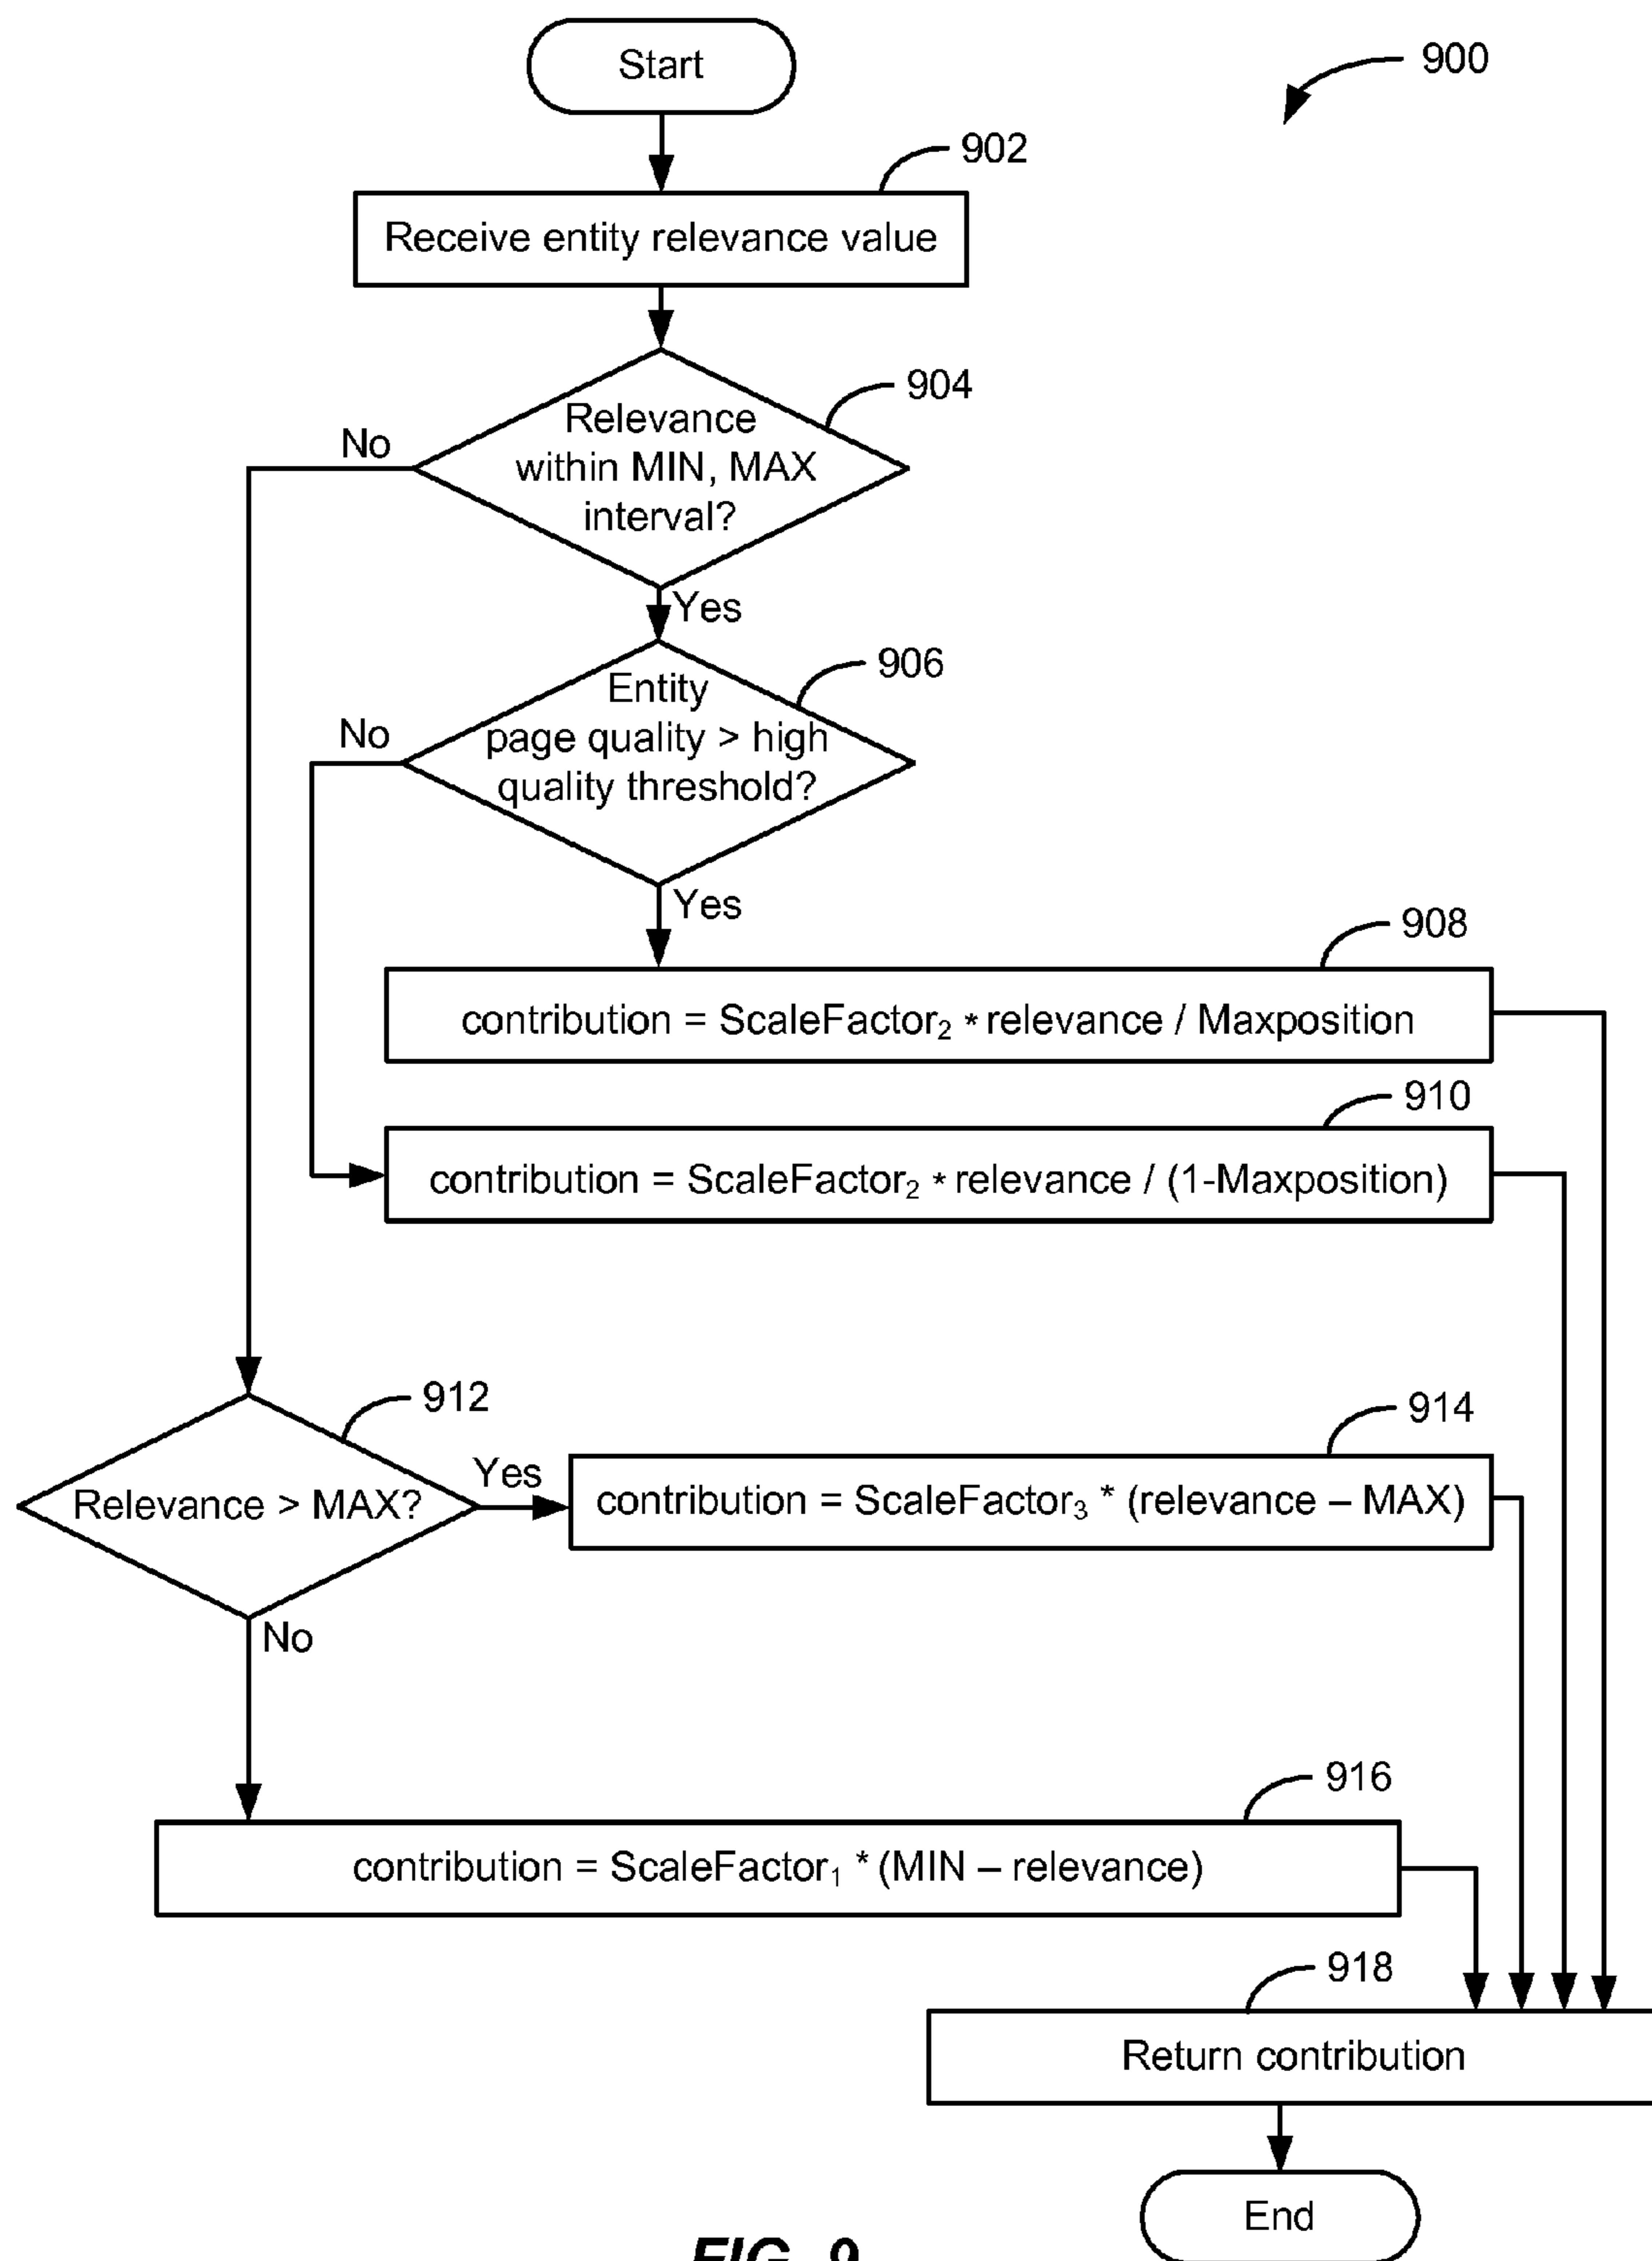 Start
900
902
Receive entity relevance value
904
Relevance
within MIN, MAX
interval?
No
Yes
906
Entity
page quality > high
quality threshold?
No
Yes
908
contribution = ScaleFactor₂ * relevance / Maxposition
910
contribution = ScaleFactor₂ * relevance / (1-Maxposition)
912
Relevance > MAX?
Yes
914
contribution = ScaleFactor₃ * (relevance – MAX)
No
916
contribution = ScaleFactor₁ * (MIN – relevance)
918
Return contribution
End
FIG. 9